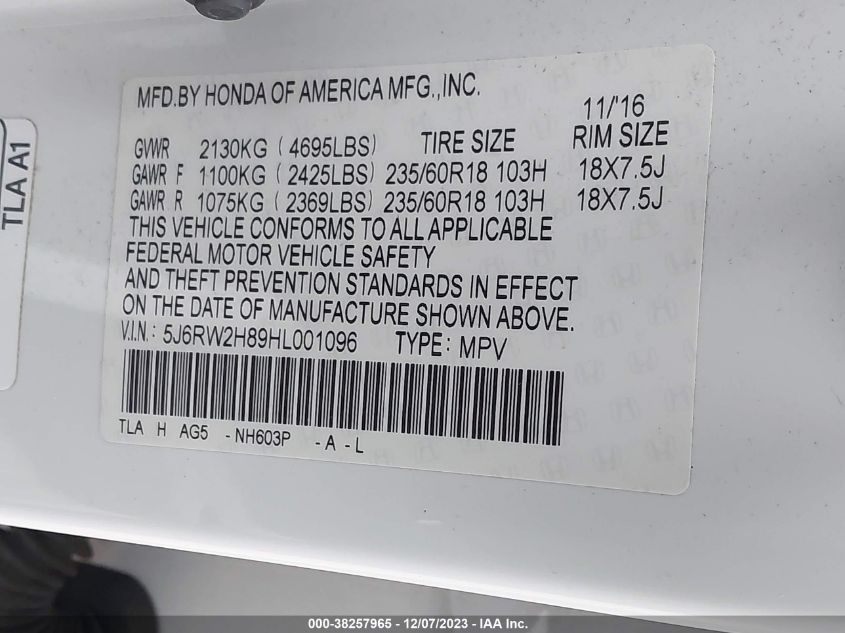 MFD.BY HONDA OF AMERICA MFG.,INC.
11/'16
GVWR 2130KG ( 4695LBS) TIRE SIZE RIM SIZE
GAWR F 1100KG ( 2425LBS) 235/60R18 103H 18X7.5J
GAWR R 1075KG ( 2369LBS) 235/60R18 103H 18X7.5J
THIS VEHICLE CONFORMS TO ALL APPLICABLE
FEDERAL MOTOR VEHICLE SAFETY
AND THEFT PREVENTION STANDARDS IN EFFECT
ON THE DATE OF MANUFACTURE SHOWN ABOVE.
V.I.N.: 5J6RW2H89HL001096 TYPE: MPV
TLA H AG5 -NH603P -A -L
TLA A1
000-38257965 - 12/07/2023 - IAA Inc.